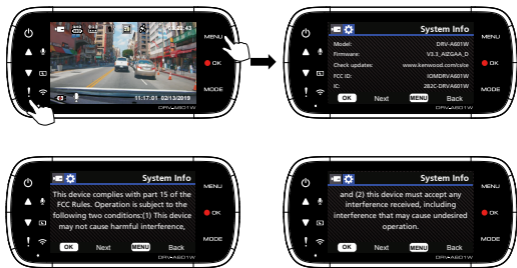 MENU
OK
MODE
11:17:01 02/13/2019
DRV-A601W
System Info
Model: DRV-A601W
Firmware: V3.3_AIZGAA_D
Check updates: www.kenwood.com/cs/ce
FCC ID: IOMDRV-A601W
IC: 282C-DRVA601W
OK Next MENU Back
MENU
OK
MODE
DRV-A601W
System Info
This device complies with part 15 of the
FCC Rules. Operation is subject to the
following two conditions:(1) This device
may not cause harmful interference,
OK Next MENU Back
MENU
OK
MODE
DRV-A601W
System Info
and (2) this device must accept any
interference received, including
interference that may cause undesired
operation.
OK Next MENU Back
MENU
OK
MODE
DRV-A601W